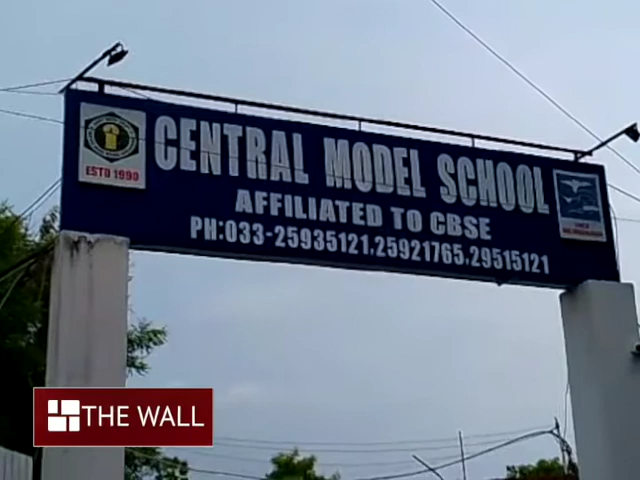 ESTD 1990
CENTRAL MODEL SCHOOL
AFFILIATED TO CBSE
PH:033-25935121,25921765,29515121
THE WALL